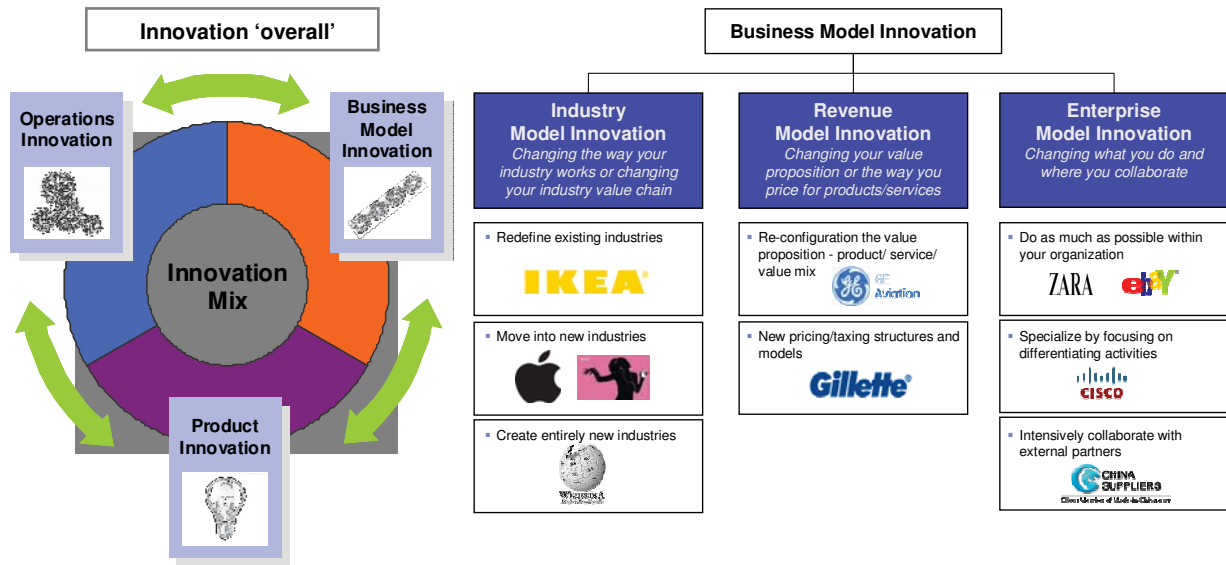 Innovation ‘overall’
Operations
Innovation
Business
Model
Innovation
Innovation
Mix
Product
Innovation
Business Model Innovation
Industry
Model Innovation
Changing the way your
industry works or changing
your industry value chain
Revenue
Model Innovation
Changing your value
proposition or the way you
price for products/services
Enterprise
Model Innovation
Changing what you do and
where you collaborate
Redefine existing industries
IKEA®
Move into new industries
Create entirely new industries
WIKIPEDIA
Re-configuration the value
proposition - product/ service/
value mix
GE
Aviation
New pricing/taxing structures and
models
Gillette®
Do as much as possible within
your organization
ZARA
ebay
Specialize by focusing on
differentiating activities
CISCO
Intensively collaborate with
external partners
CHINA
SUPPLIERS